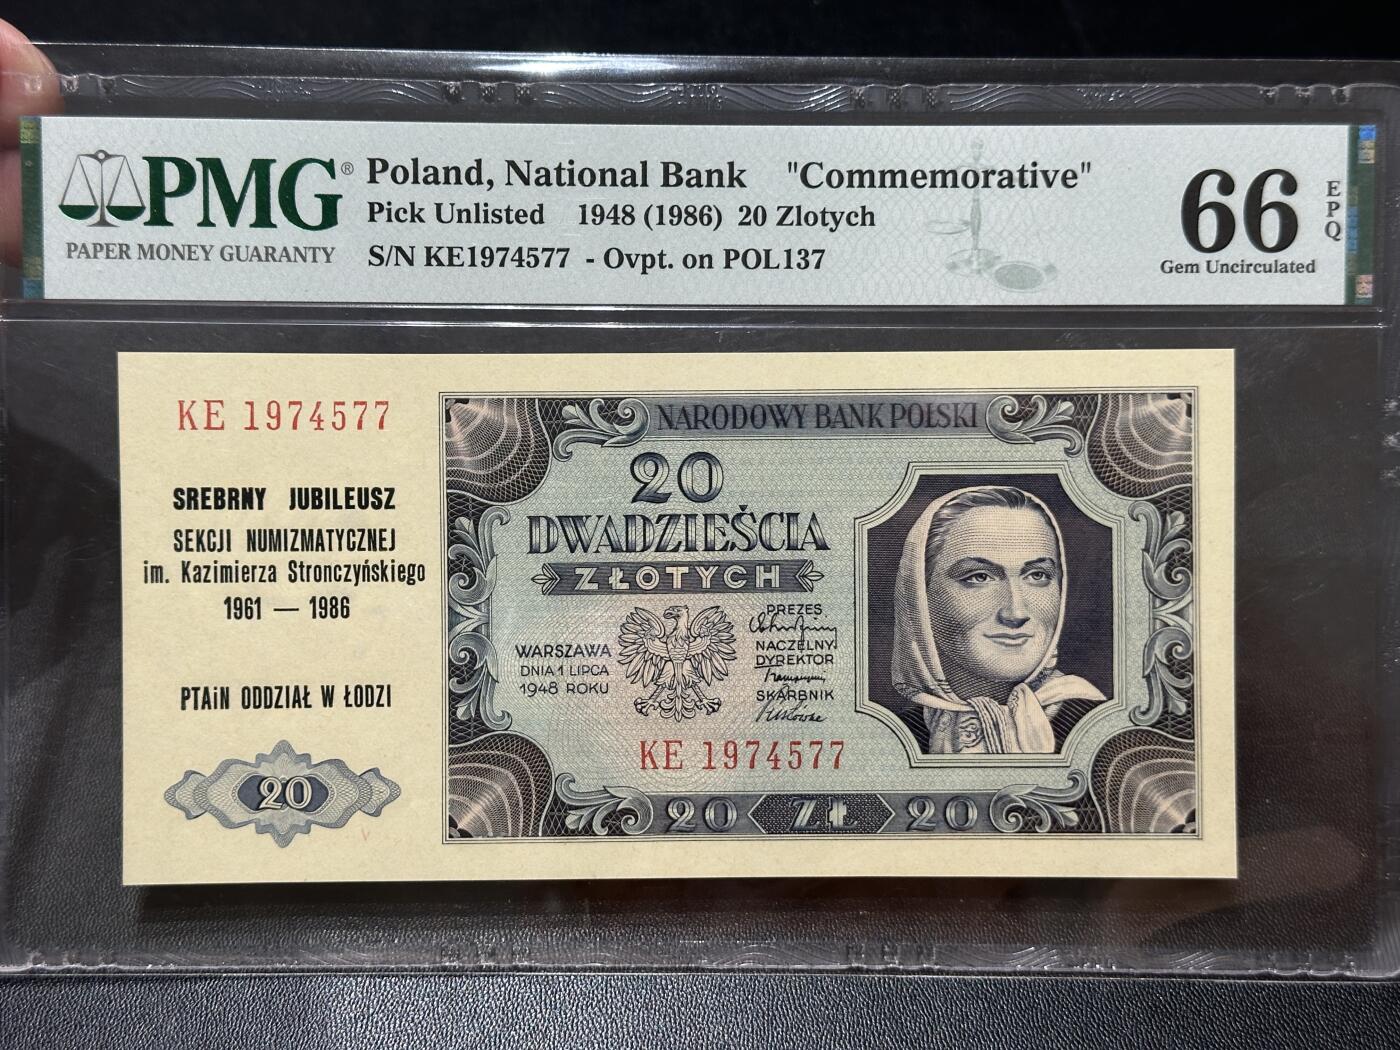 PMG®
PAPER MONEY GUARANTY
Poland, National Bank "Commemorative"
Pick Unlisted 1948 (1986) 20 Zlotych
S/N KE1974577 - Ovpt. on POL137
66
EPQ
Gem Uncirculated
KE 1974577
SREBRNY JUBILEUSZ
SEKCJI NUMIZMATYCZNEJ
im. Kazimierza Stronczyńskiego
1961 — 1986
PTAiN ODDZIAŁ W ŁODZI
20
NARODOWY BANK POLSKI
20
DWADZIEŚCIA
ZŁOTYCH
WARSZAWA
DNIA 1 LIPCA
1948 ROKU
PREZES
NACZELNY
DYREKTOR
SKARBNIK
KE 1974577
20 ZŁ 20